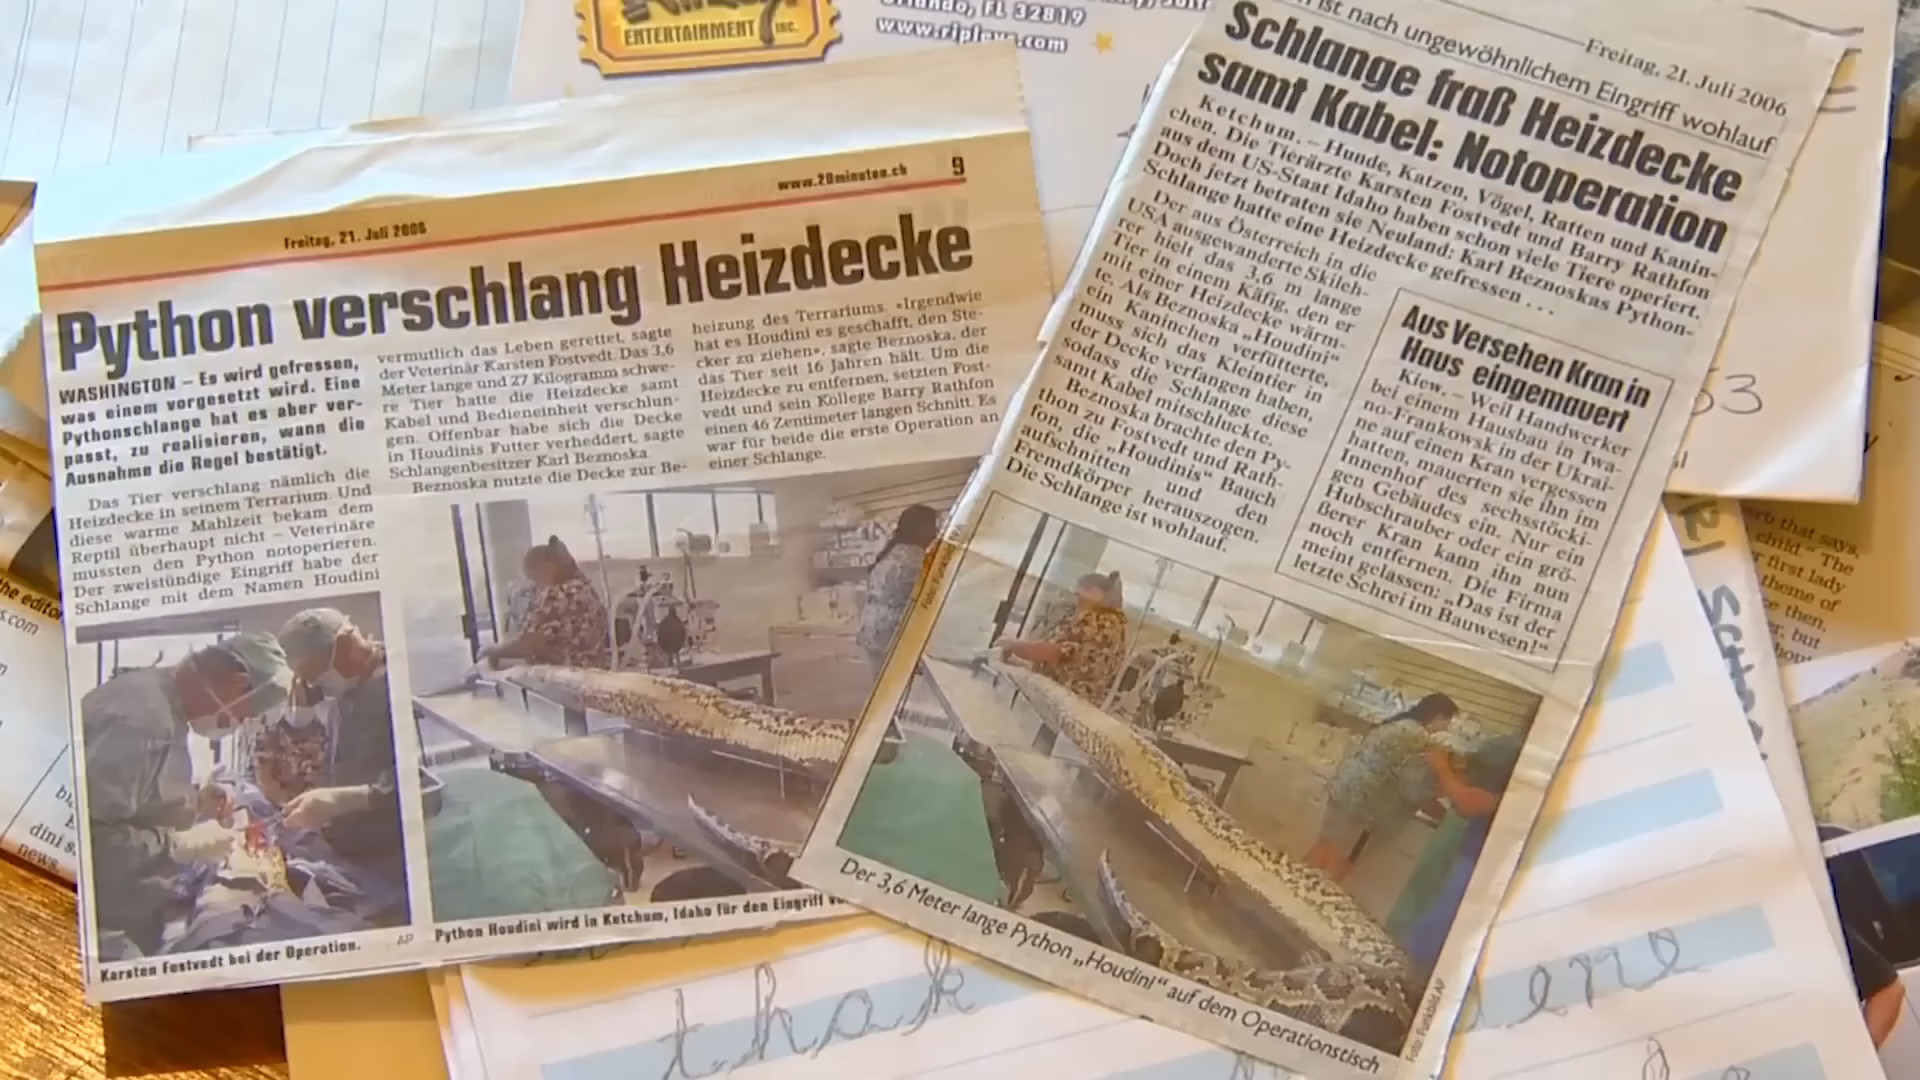 ENTERTAINMENT INC.
Orlando, FL 32819
www.ripleys.com
www.20minuten.ch 9
Freitag, 21. Juli 2006
Python verschlang Heizdecke
WASHINGTON – Es wird gefressen,
was einem vorgesetzt wird. Eine
Pythonschlange hat es aber ver-
passt, zu realisieren, wann die
Ausnahme die Regel bestätigt.
Das Tier verschlang nämlich die
Heizdecke in seinem Terrarium. Und
diese warme Mahlzeit bekam dem
Reptil überhaupt nicht – Veterinäre
mussten den Python notoperieren.
Der zweistündige Eingriff habe der
Schlange mit dem Namen Houdini
vermutlich das Leben gerettet, sagte
der Veterinär Karsten Fostvedt. Das 3,6
Meter lange und 27 Kilogramm schwe-
re Tier hatte die Heizdecke samt
Kabel und Bedieneinheit verschlun-
gen. Offenbar habe sich die Decke
in Houdinis Futter verheddert, sagte
Schlangenbesitzer Karl Beznoska.
Beznoska nutzte die Decke zur Be-
heizung des Terrariums. «Irgendwie
hat es Houdini es geschafft, den Ste-
cker zu ziehen», sagte Beznoska, der
das Tier seit 16 Jahren hält. Um die
Heizdecke zu entfernen, setzten Fost-
vedt und sein Kollege Barry Rathfon
einen 46 Zentimeter langen Schnitt. Es
war für beide die erste Operation an
einer Schlange.
Karsten Fostvedt bei der Operation. AP
Python Houdini wird in Ketchum, Idaho für den Eingriff
Freitag, 21. Juli 2006
ist nach ungewöhnlichem Eingriff wohlauf
Schlange fraß Heizdecke
samt Kabel: Notoperation
Ketchum. – Hunde, Katzen, Vögel, Ratten und Kanin-
chen. Die Tierärzte Karsten Fostvedt und Barry Rathfon
aus dem US-Staat Idaho haben schon viele Tiere operiert.
Doch jetzt betraten sie Neuland: Karl Beznoskas Python-
Schlange hatte eine Heizdecke gefressen . . .
Der aus Österreich in die
USA ausgewanderte Skileh-
rer hielt das 3,6 m lange
Tier in einem Käfig, den er
mit einer Heizdecke wärm-
te. Als Beznoska „Houdini“
ein Kaninchen verfütterte,
muss sich das Kleintier in
der Decke verfangen haben,
sodass die Schlange diese
samt Kabel mitschluckte.
Beznoska brachte den Py-
thon zu Fostvedt und Rath-
fon, die „Houdinis“ Bauch
aufschnitten und den
Fremdkörper herauszogen.
Die Schlange ist wohlauf.
Aus Versehen Kran in
Haus eingemauert
Kiew. – Weil Handwerker
bei einem Hausbau in Iwa-
no-Frankowsk in der Ukrai-
ne auf einen Kran vergessen
hatten, mauerten sie ihn im
Innenhof des sechsstöcki-
gen Gebäudes ein. Nur ein
Hubschrauber oder ein grö-
ßerer Kran kann ihn nun
noch entfernen. Die Firma
meint gelassen: „Das ist der
letzte Schrei im Bauwesen!“
Der 3,6 Meter lange Python „Houdini“ auf dem Operationstisch
Foto: Funkbild AP
the editor
s.com
dini s
news.
53
that says,
child." The
first lady
theme of
then.
but
thak